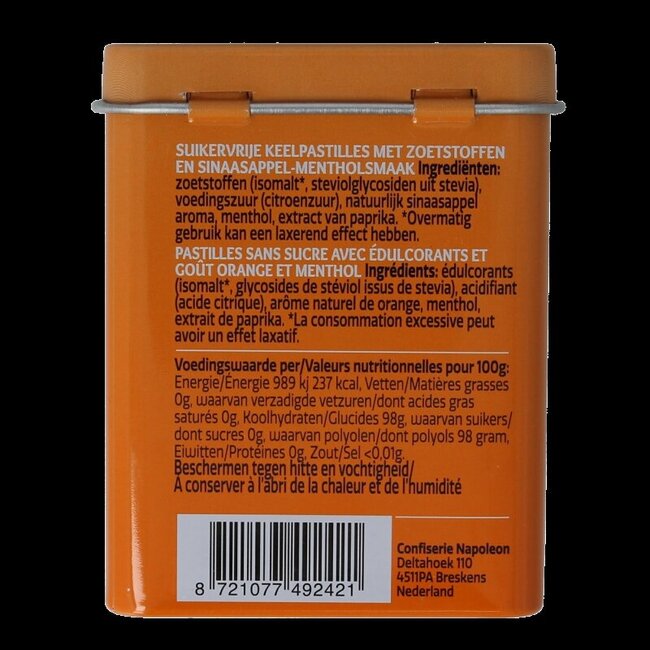 SUIKERVRIJE KEELPASTILLES MET ZOETSTOFFEN
EN SINAASAPPEL-MENTHOLSMAAK Ingrediënten:
zoetstoffen (isomalt*, steviolglycosiden uit stevia),
voedingszuur (citroenzuur), natuurlijk sinaasappel
aroma, menthol, extract van paprika. *Overmatig
gebruik kan een laxerend effect hebben.
PASTILLES SANS SUCRE AVEC ÉDULCORANTS ET
GOÛT ORANGE ET MENTHOL Ingrédients: édulcorants
(isomalt*, glycosides de stéviol issus de stevia), acidifiant
(acide citrique), arôme naturel de orange, menthol,
extrait de paprika. *La consommation excessive peut
avoir un effet laxatif.
Voedingswaarde per/Valeurs nutritionnelles pour 100g:
Energie/Énergie 989 kj 237 kcal, Vetten/Matières grasses
0g, waarvan verzadigde vetzuren/dont acides gras
saturés 0g, Koolhydraten/Glucides 98g, waarvan suikers/
dont sucres 0g, waarvan polyolen/dont polyols 98 gram,
Eiwitten/Protéines 0g, Zout/Sel <0,01g.
Beschermen tegen hitte en vochtigheid/
À conserver à l'abri de la chaleur et de l'humidité
8 721077 492421
Confiserie Napoleon
Deltahoek 110
4511PA Breskens
Nederland